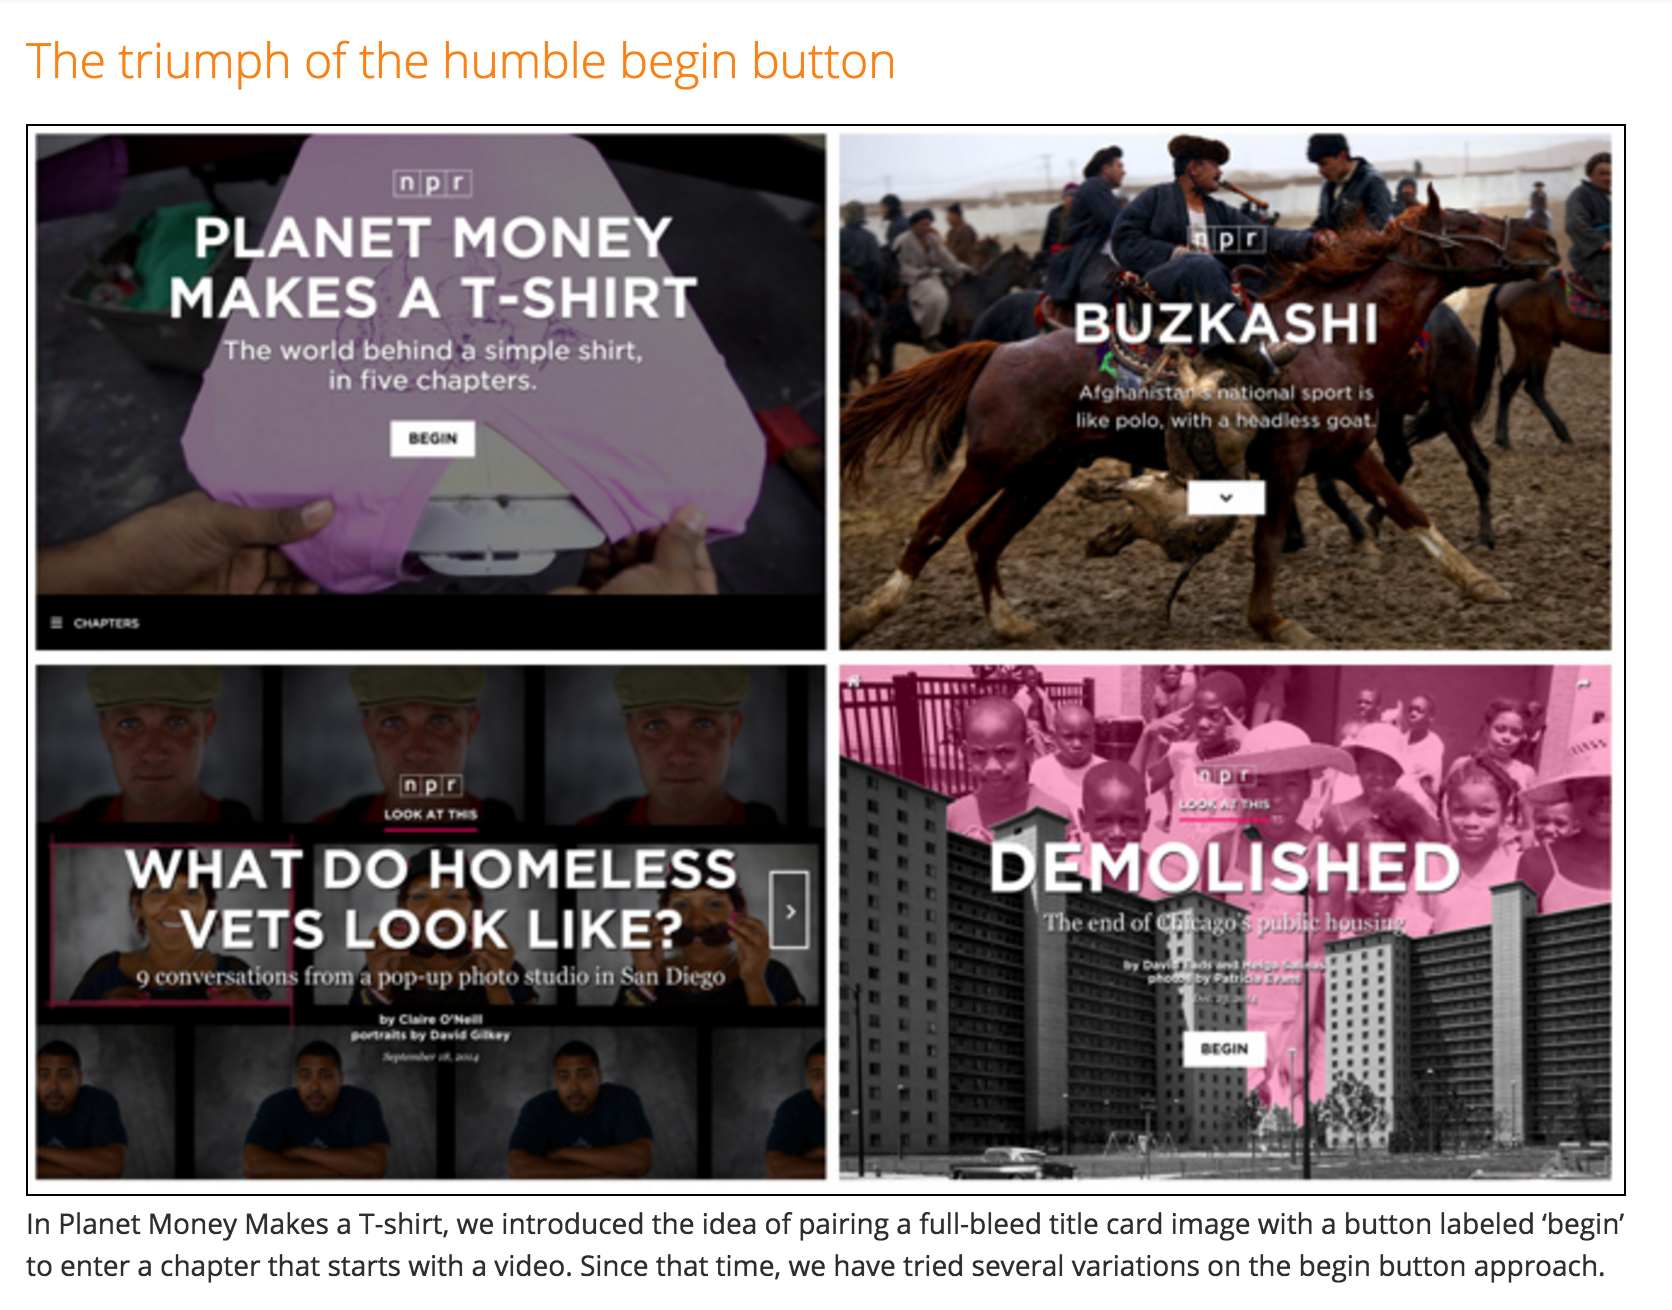 The triumph of the humble begin button
npr
PLANET MONEY
MAKES A T-SHIRT
The world behind a simple shirt,
in five chapters.
BEGIN
CHAPTERS
npr
BUZKASHI
Afghanistan's national sport is
like polo, with a headless goat.
npr
LOOK AT THIS
WHAT DO HOMELESS
VETS LOOK LIKE?
9 conversations from a pop-up photo studio in San Diego
by Claire O'Neill
portraits by David Gilkey
September 18, 2014
npr
LOOK AT THIS
DEMOLISHED
The end of Chicago's public housing
by David and Helga
photos by Patricia Evans
BEGIN
In Planet Money Makes a T-shirt, we introduced the idea of pairing a full-bleed title card image with a button labeled ‘begin’
to enter a chapter that starts with a video. Since that time, we have tried several variations on the begin button approach.